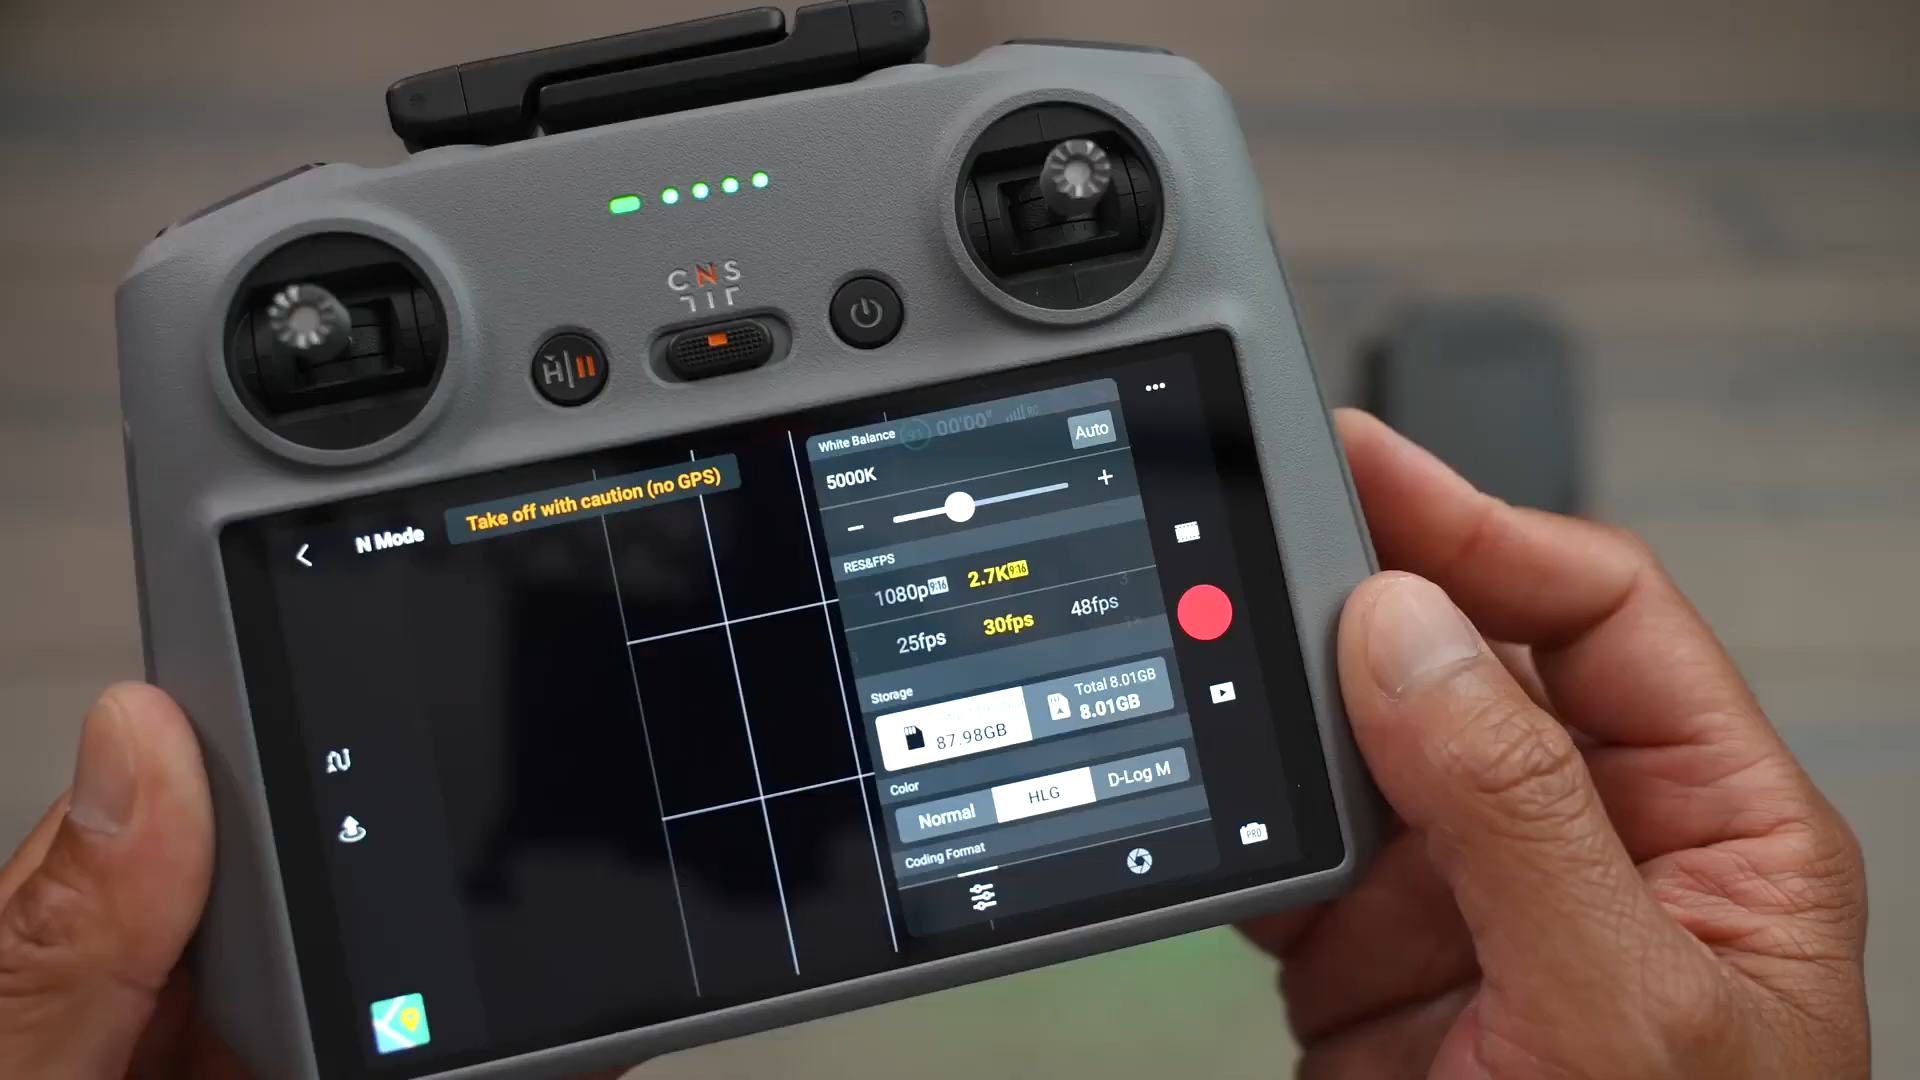 C N S
H
N Mode
Take off with caution (no GPS)
91 00'00" RC
White Balance
Auto
5000K
RES&FPS
1080p 9:16 2.7K 9:16
25fps 30fps 48fps
Storage
87.98GB
Total 8.01GB
8.01GB
Color
Normal HLG D-Log M
Coding Format
PRO